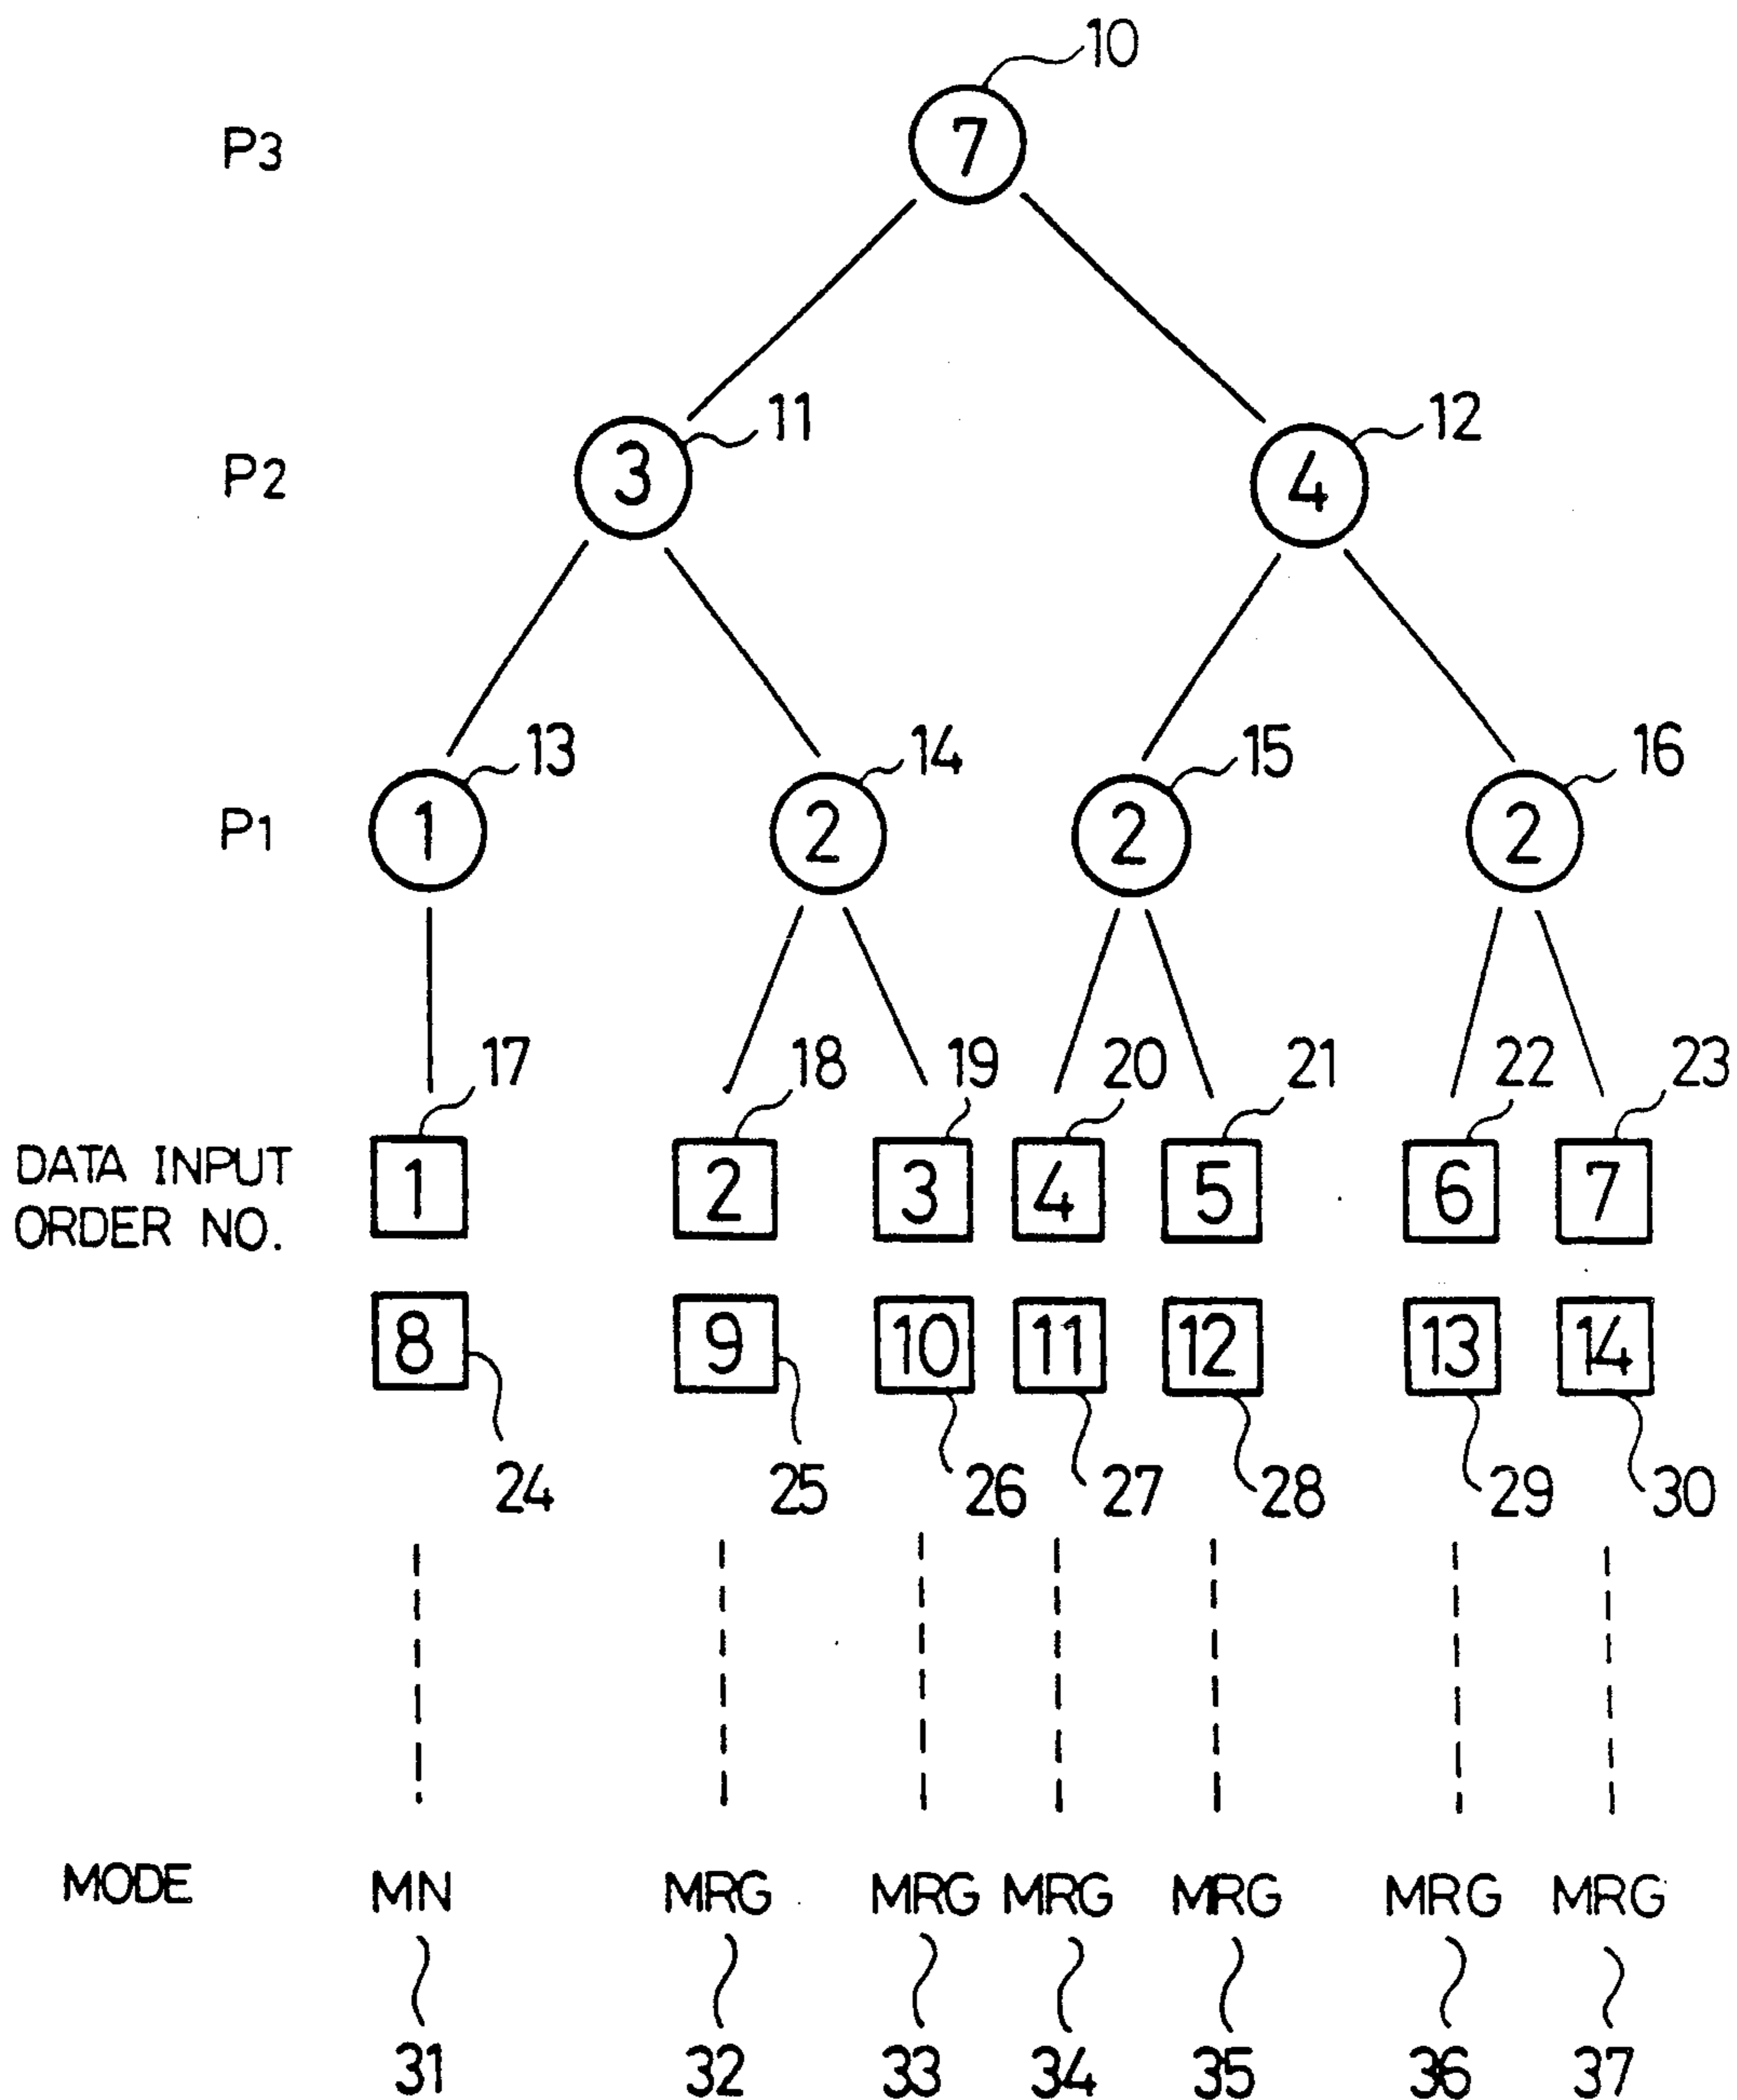 10
P3 7
11 12
P2 3 4
13 14 15 16
P1 1 2 2 2
17 18 19 20 21 22 23
DATA INPUT
ORDER NO.
1 2 3 4 5 6 7
8 9 10 11 12 13 14
24 25 26 27 28 29 30
MODE MN MRG MRG MRG MRG MRG MRG
31 32 33 34 35 36 37